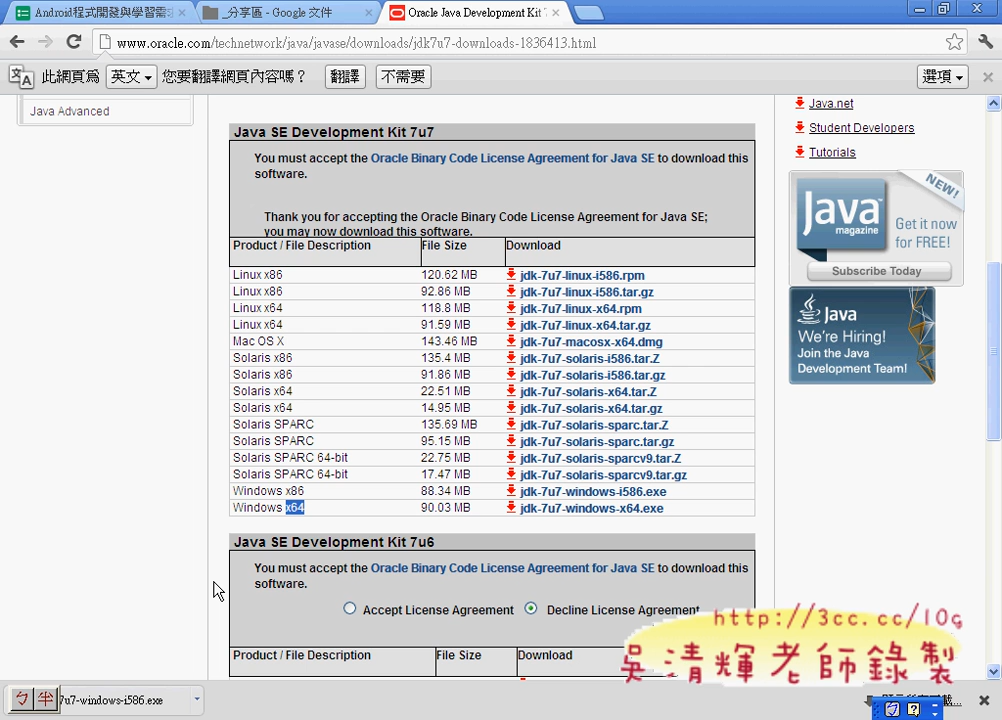 Android程式開發與學習需求
_分享區 - Google 文件
Oracle Java Development Kit 7
www.oracle.com/technetwork/java/javase/downloads/jdk7u7-downloads-1836413.html
此網頁為 英文 您要翻譯網頁內容嗎？ 翻譯 不需要 選項
Java Advanced
Java SE Development Kit 7u7
You must accept the Oracle Binary Code License Agreement for Java SE to download this
software.
Thank you for accepting the Oracle Binary Code License Agreement for Java SE;
you may now download this software.
Product / File Description File Size Download
Linux x86 120.62 MB jdk-7u7-linux-i586.rpm
Linux x86 92.86 MB jdk-7u7-linux-i586.tar.gz
Linux x64 118.8 MB jdk-7u7-linux-x64.rpm
Linux x64 91.59 MB jdk-7u7-linux-x64.tar.gz
Mac OS X 143.46 MB jdk-7u7-macosx-x64.dmg
Solaris x86 135.4 MB jdk-7u7-solaris-i586.tar.Z
Solaris x86 91.86 MB jdk-7u7-solaris-i586.tar.gz
Solaris x64 22.51 MB jdk-7u7-solaris-x64.tar.Z
Solaris x64 14.95 MB jdk-7u7-solaris-x64.tar.gz
Solaris SPARC 135.69 MB jdk-7u7-solaris-sparc.tar.Z
Solaris SPARC 95.15 MB jdk-7u7-solaris-sparc.tar.gz
Solaris SPARC 64-bit 22.75 MB jdk-7u7-solaris-sparcv9.tar.Z
Solaris SPARC 64-bit 17.47 MB jdk-7u7-solaris-sparcv9.tar.gz
Windows x86 88.34 MB jdk-7u7-windows-i586.exe
Windows x64 90.03 MB jdk-7u7-windows-x64.exe
Java SE Development Kit 7u6
You must accept the Oracle Binary Code License Agreement for Java SE to download this
software.
Accept License Agreement Decline License Agreement
Product / File Description File Size Download
Java.net
Student Developers
Tutorials
NEW!
Java magazine
Get it now
for FREE!
Subscribe Today
Java
We're Hiring!
Join the Java
Development Team!
http://3cc.cc/10g
吳清輝老師錄製
ㄅ 半 7u7-windows-i586.exe